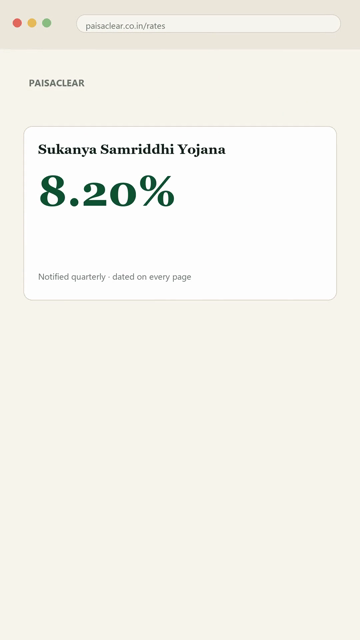 paisaclear.co.in/rates
PAISACLEAR
Sukanya Samriddhi Yojana
8.20%
Notified quarterly · dated on every page